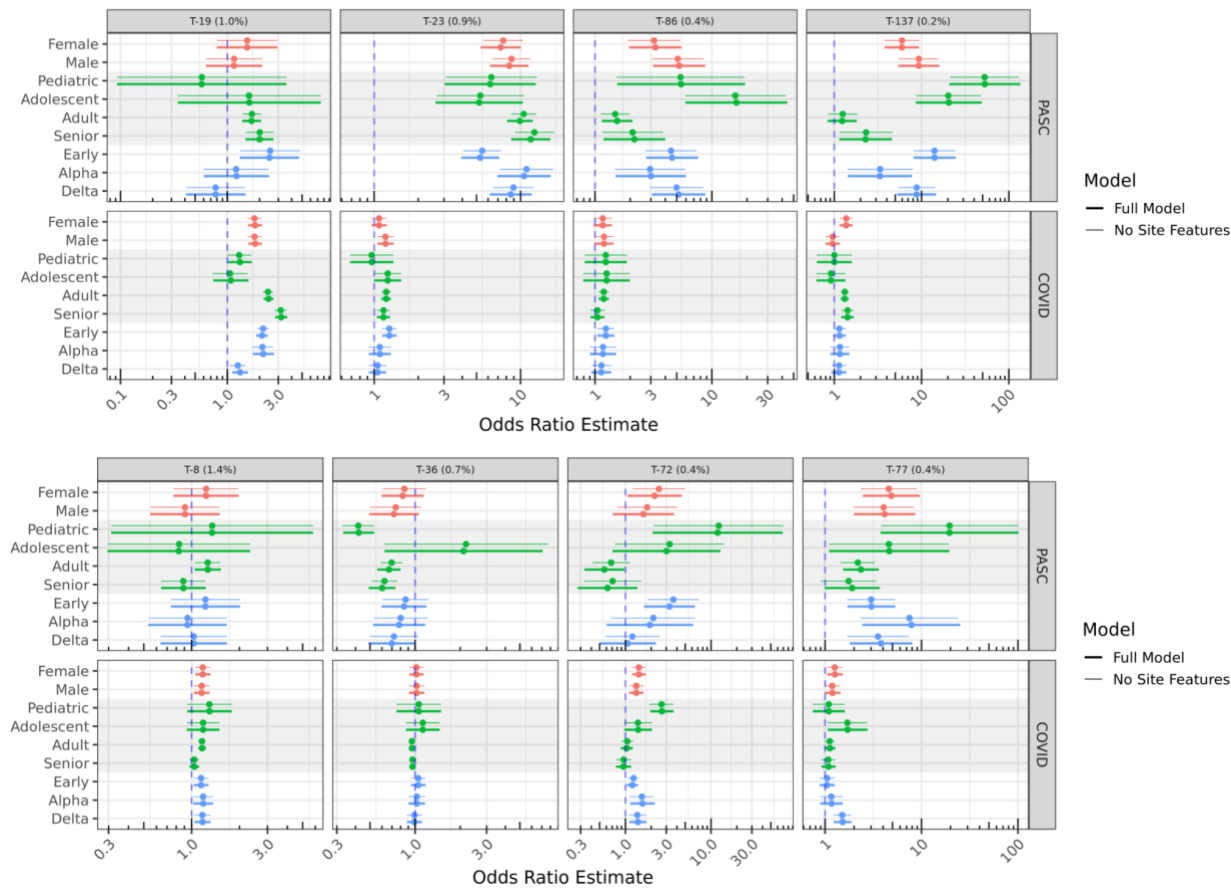 T-19 (1.0%) T-23 (0.9%) T-86 (0.4%) T-137 (0.2%)
Female
Male
Pediatric
Adolescent
Adult
Senior
Early
Alpha
Delta
PASC
Female
Male
Pediatric
Adolescent
Adult
Senior
Early
Alpha
Delta
COVID
0.1 0.3 1.0 3.0 1 10 1 3 10 30 1 10 100
Odds Ratio Estimate
Model
Full Model
No Site Features
T-8 (1.4%) T-36 (0.7%) T-72 (0.4%) T-77 (0.4%)
Female
Male
Pediatric
Adolescent
Adult
Senior
Early
Alpha
Delta
PASC
Female
Male
Pediatric
Adolescent
Adult
Senior
Early
Alpha
Delta
COVID
0.3 1.0 3.0 0.3 1.0 3.0 0.3 1.0 3.0 10.0 30.0 1 10 100
Odds Ratio Estimate
Model
Full Model
No Site Features